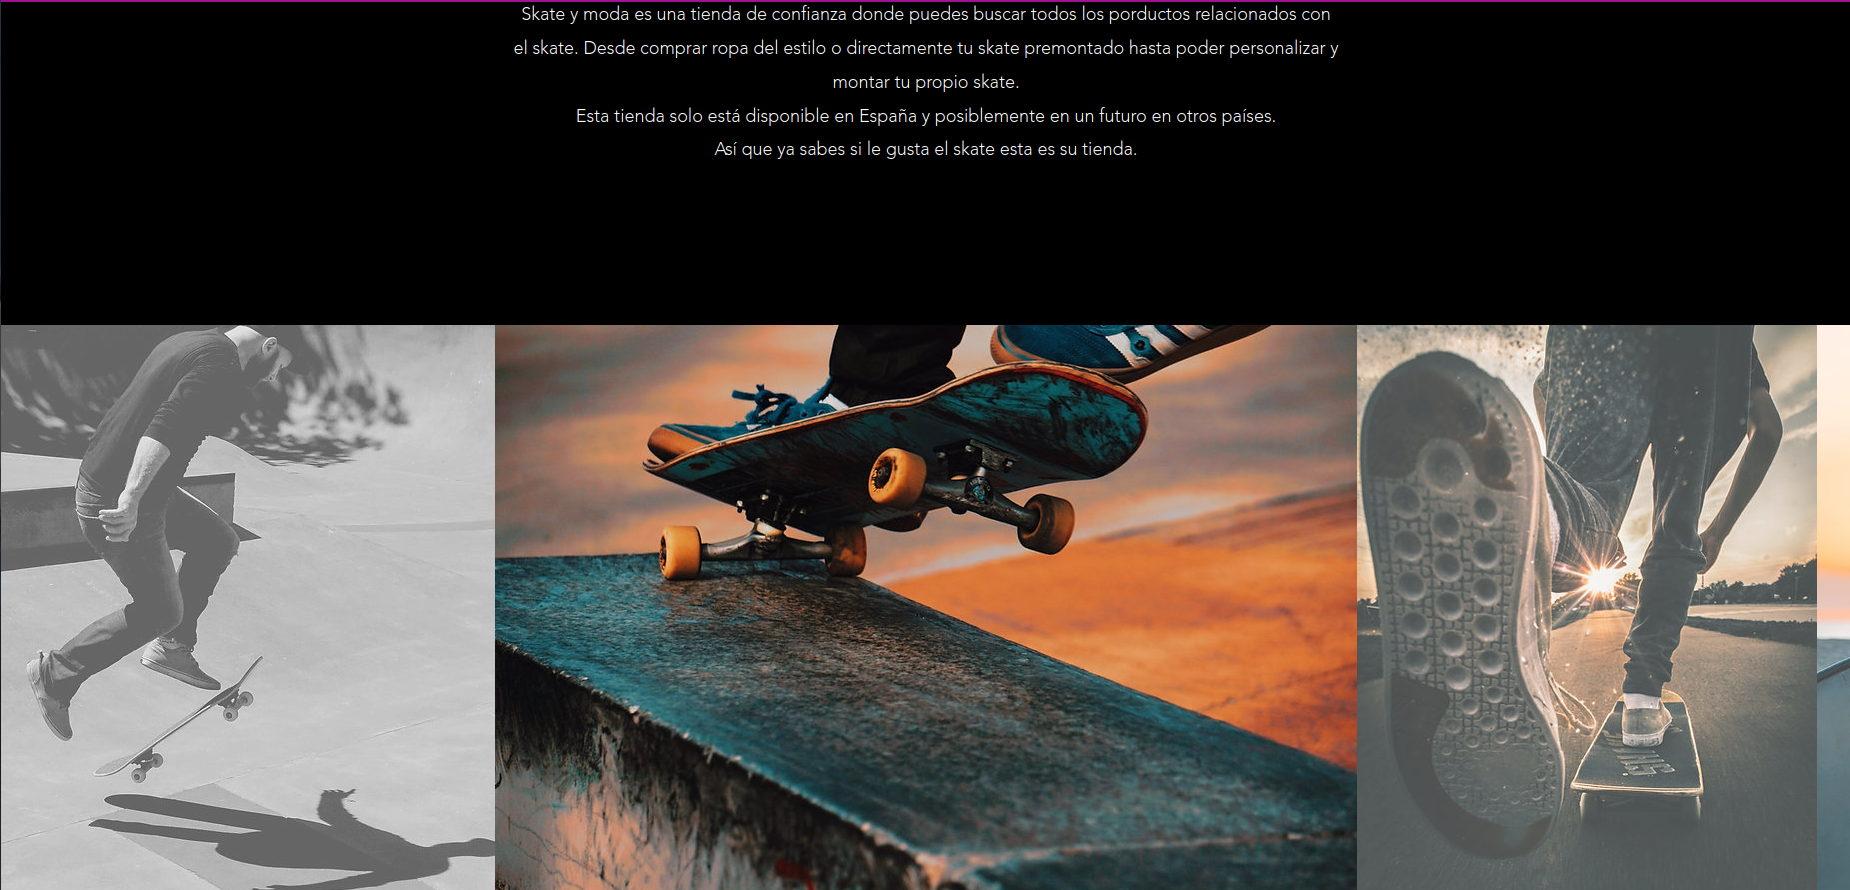 Skate y moda es una tienda de confianza donde puedes buscar todos los porductos relacionados con
el skate. Desde comprar ropa del estilo o directamente tu skate premontado hasta poder personalizar y
montar tu propio skate.
Esta tienda solo está disponible en España y posiblemente en un futuro en otros países.
Así que ya sabes si le gusta el skate esta es su tienda.